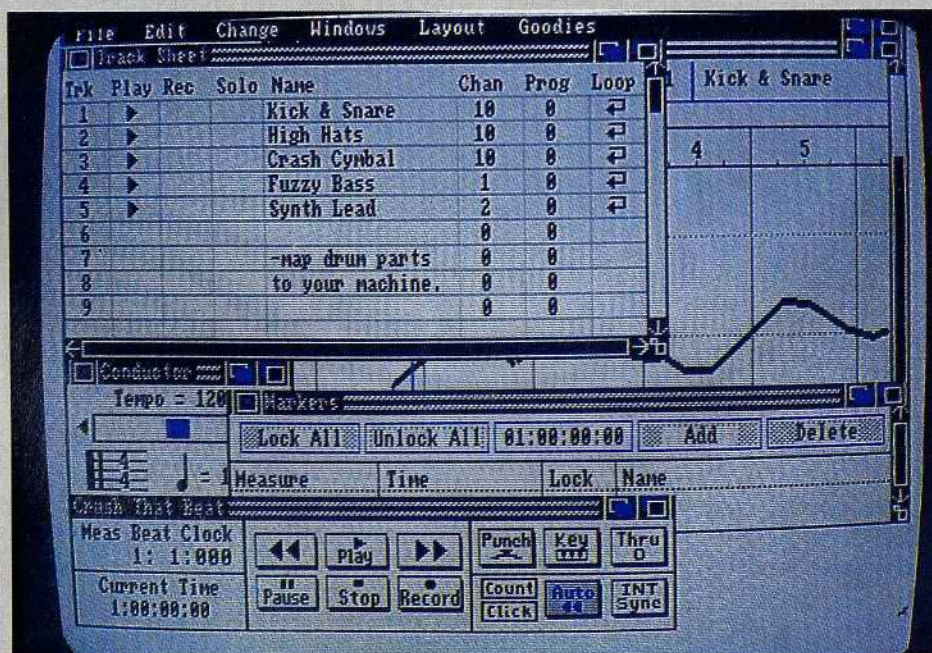 File Edit Change Windows Layout Goodies
Track Sheet
Trk Play Rec Solo Name Chan Prog Loop
1 Kick & Snare 10 0
2 High Hats 10 0
3 Crash Cymbal 10 0
4 Fuzzy Bass 1 0
5 Synth Lead 2 0
6 0 0
7 -map drum parts 0 0
8 to your machine. 0 0
9 0 0
1 Kick & Snare
4 5
Conductor
Tempo = 120
4
4
= 1
Markers
Lock All Unlock All 01:00:00:00 Add Delete
Measure Time Lock Name
Crush That Beat
Meas Beat Clock
1: 1:000
Current Time
1:00:00:00
Play
Pause Stop Record
Punch Key Thru
Count
Click
Auto
INT
Sync